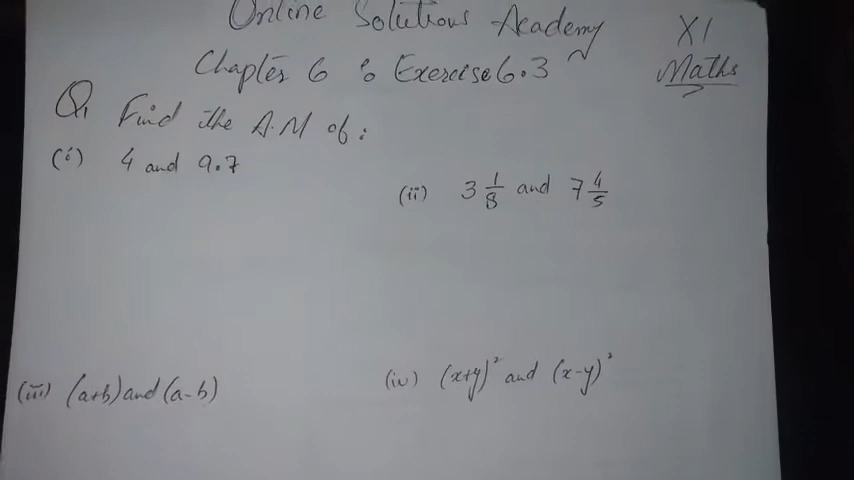 Online Solutions Academy
XI
Chapter 6 : Exercise 6.3
Maths
Q1 Find the A.M of :
(i) 4 and 9.7
(ii) 3 1/8 and 7 4/5
(iii) (a+b) and (a-b)
(iv) (x+y)² and (x-y)²